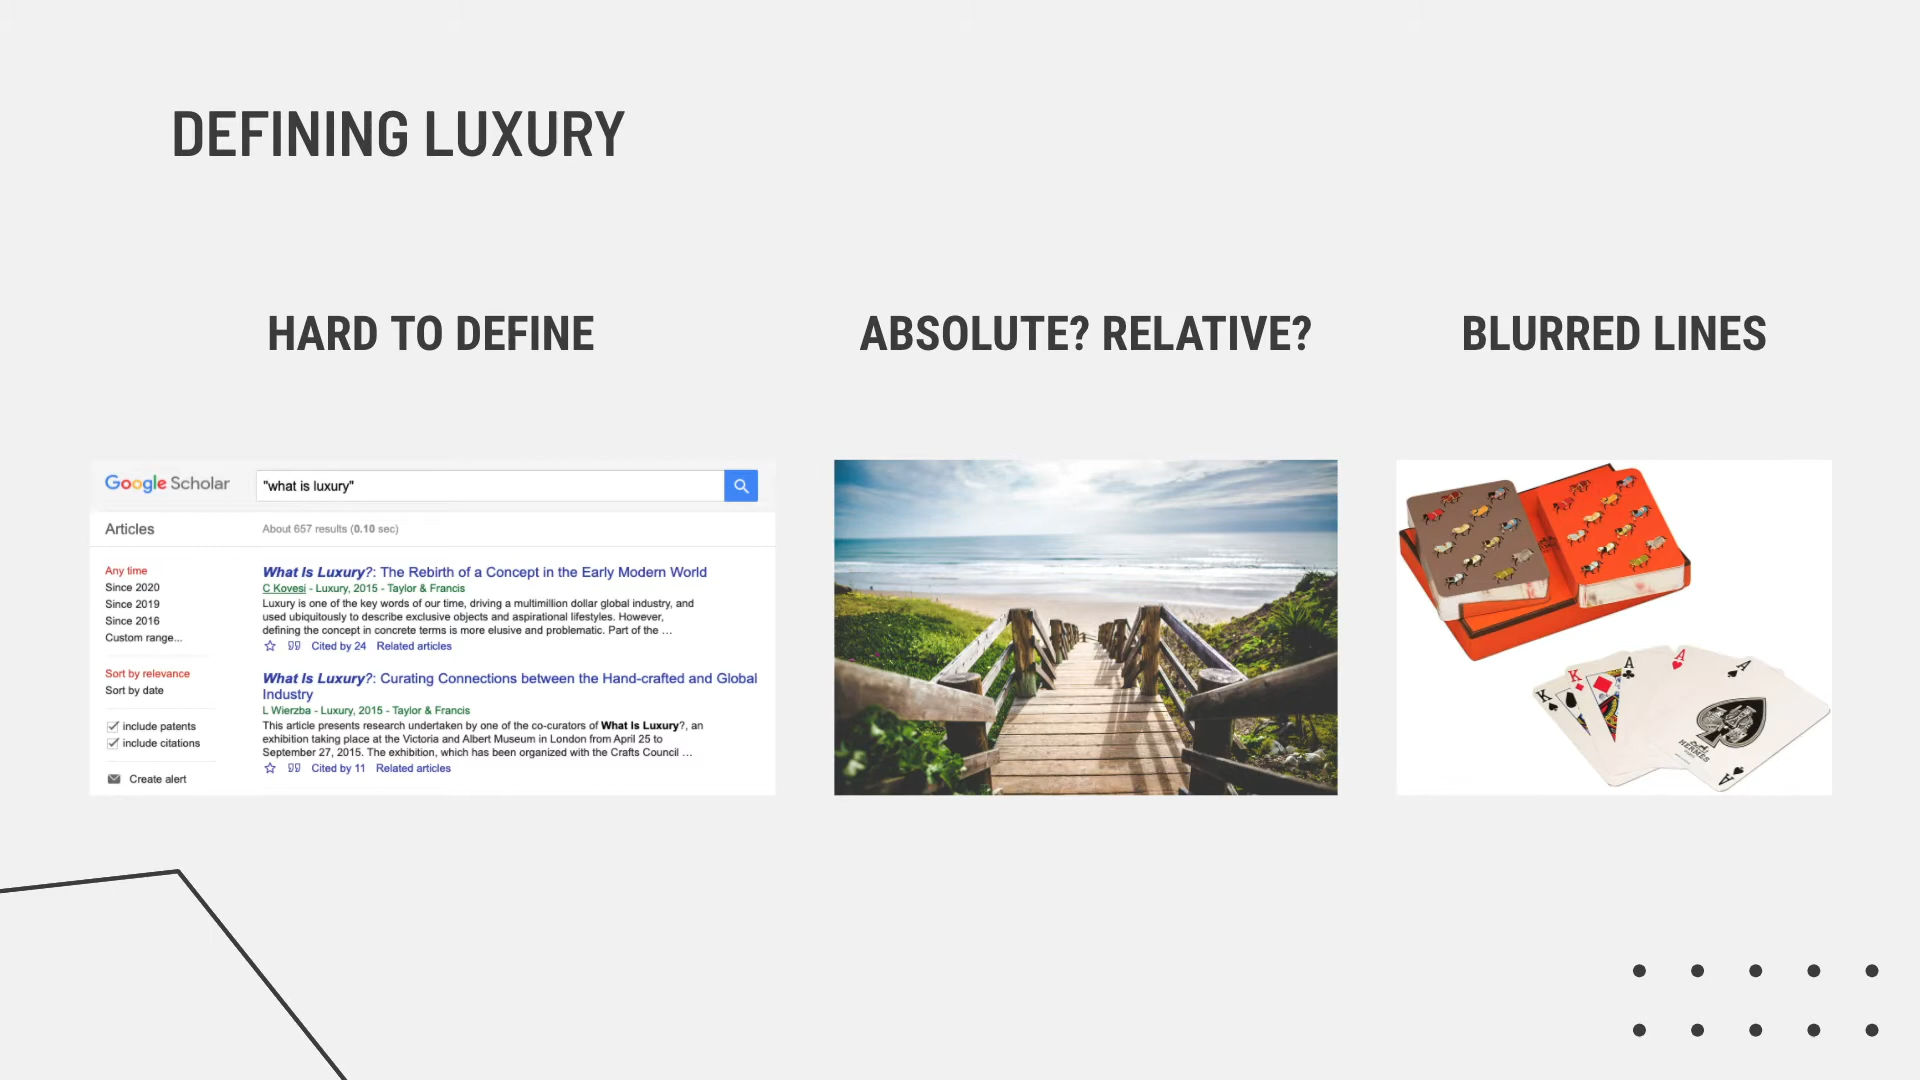 DEFINING LUXURY
HARD TO DEFINE
ABSOLUTE? RELATIVE?
BLURRED LINES
Google Scholar
"what is luxury"
Articles
About 657 results (0.10 sec)
Any time
Since 2020
Since 2019
Since 2016
Custom range...
Sort by relevance
Sort by date
include patents
include citations
Create alert
What Is Luxury?: The Rebirth of a Concept in the Early Modern World
C Kovesi - Luxury, 2015 - Taylor & Francis
Luxury is one of the key words of our time, driving a multimillion dollar global industry, and
used ubiquitously to describe exclusive objects and aspirational lifestyles. However,
defining the concept in concrete terms is more elusive and problematic. Part of the ...
Cited by 24 Related articles
What Is Luxury?: Curating Connections between the Hand-crafted and Global
Industry
L Wierzba - Luxury, 2015 - Taylor & Francis
This article presents research undertaken by one of the co-curators of What Is Luxury?, an
exhibition taking place at the Victoria and Albert Museum in London from April 25 to
September 27, 2015. The exhibition, which has been organized with the Crafts Council ...
Cited by 11 Related articles
K
K
A
A
A
HERMES
A